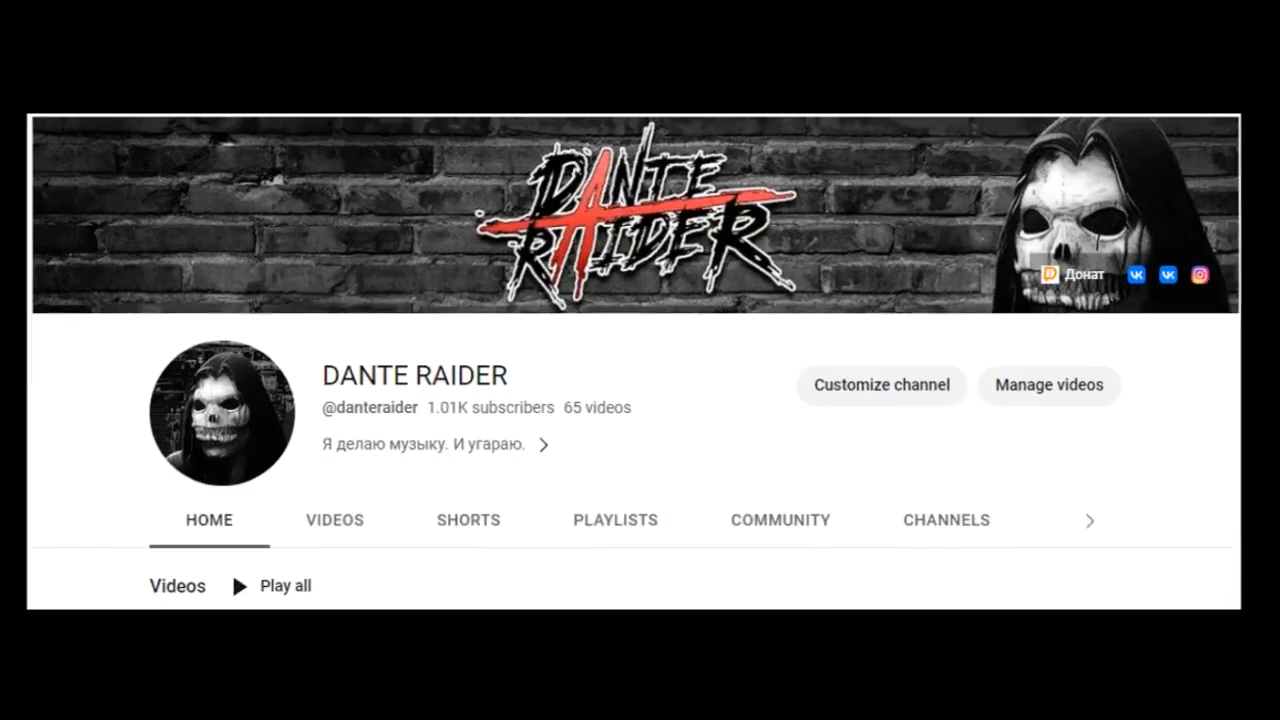 DANTE
RAIDER
Донат
DANTE RAIDER
@danteraider 1.01K subscribers 65 videos
Customize channel Manage videos
Я делаю музыку. И угараю.
HOME VIDEOS SHORTS PLAYLISTS COMMUNITY CHANNELS
Videos Play all